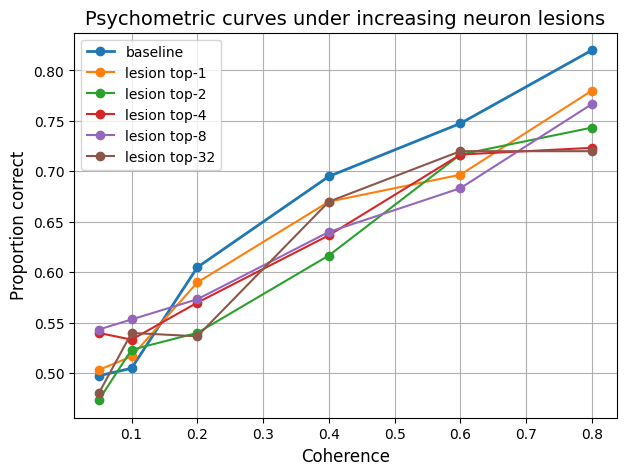 Psychometric curves under increasing neuron lesions
baseline
lesion top-1
lesion top-2
lesion top-4
lesion top-8
lesion top-32
Proportion correct
0.80
0.75
0.70
0.65
0.60
0.55
0.50
0.1 0.2 0.3 0.4 0.5 0.6 0.7 0.8
Coherence